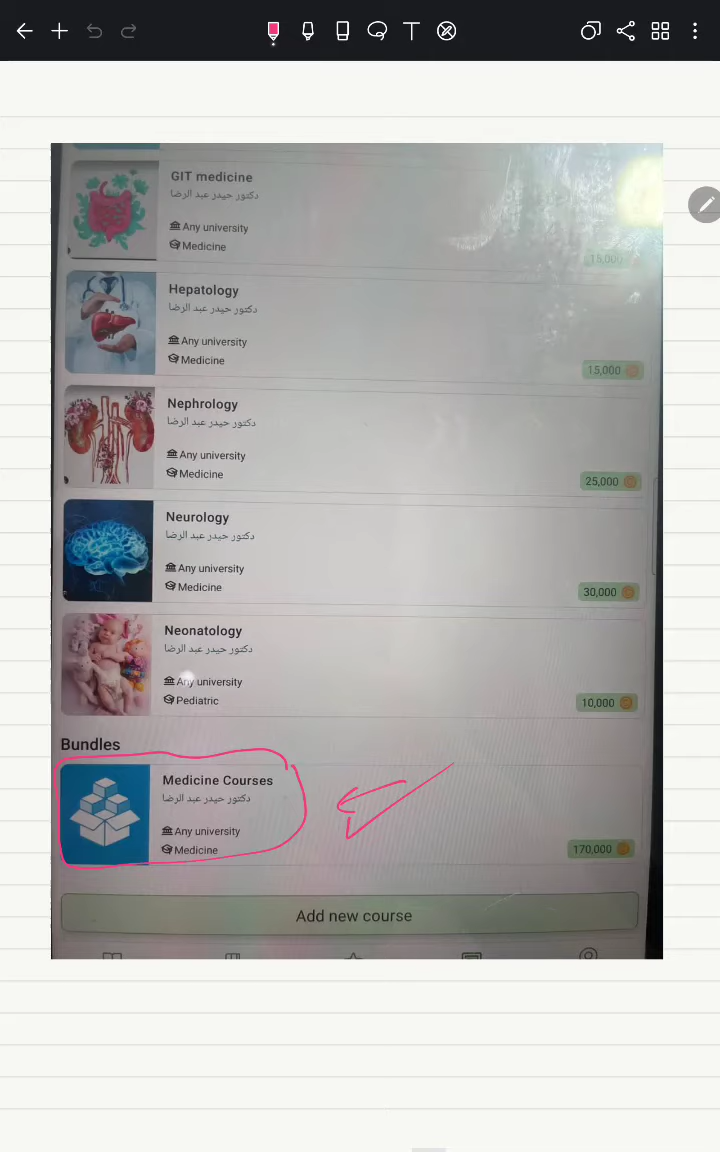 GIT medicine
دكتور حيدر عبد الرضا
Any university
Medicine
15,000
Hepatology
دكتور حيدر عبد الرضا
Any university
Medicine
15,000
Nephrology
دكتور حيدر عبد الرضا
Any university
Medicine
25,000
Neurology
دكتور حيدر عبد الرضا
Any university
Medicine
30,000
Neonatology
دكتور حيدر عبد الرضا
Any university
Pediatric
10,000
Bundles
Medicine Courses
دكتور حيدر عبد الرضا
Any university
Medicine
170,000
Add new course